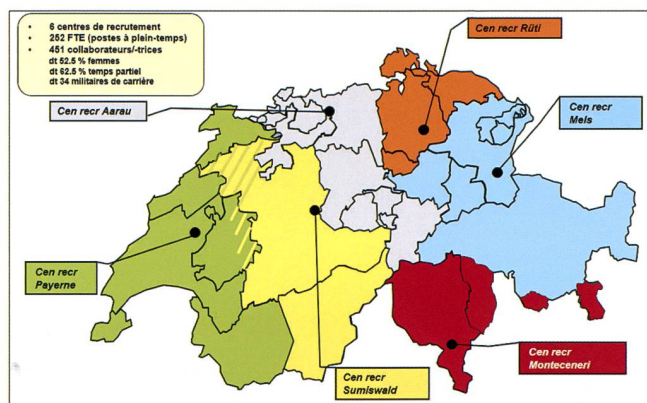 6 centres de recrutement
252 FTE (postes à plein-temps)
451 collaborateurs/-trices
dt 52.5 % femmes
dt 62.5 % temps partiel
dt 34 militaires de carrière
Cen recr Rüti
Cen recr Aarau
Cen recr
Mels
Cen recr
Payerne
Cen recr
Sumiswald
Cen recr
Monteceneri